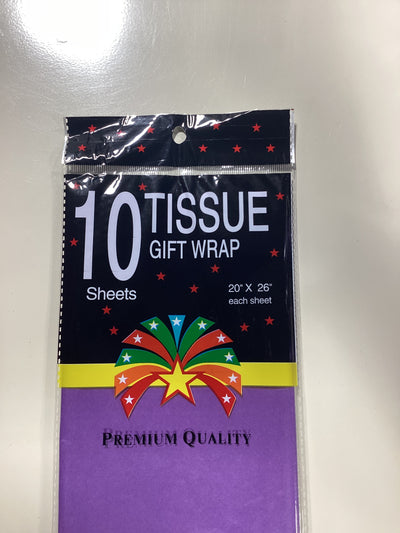 10 TISSUE
GIFT WRAP
Sheets
20" X 26"
each sheet
PREMIUM QUALITY